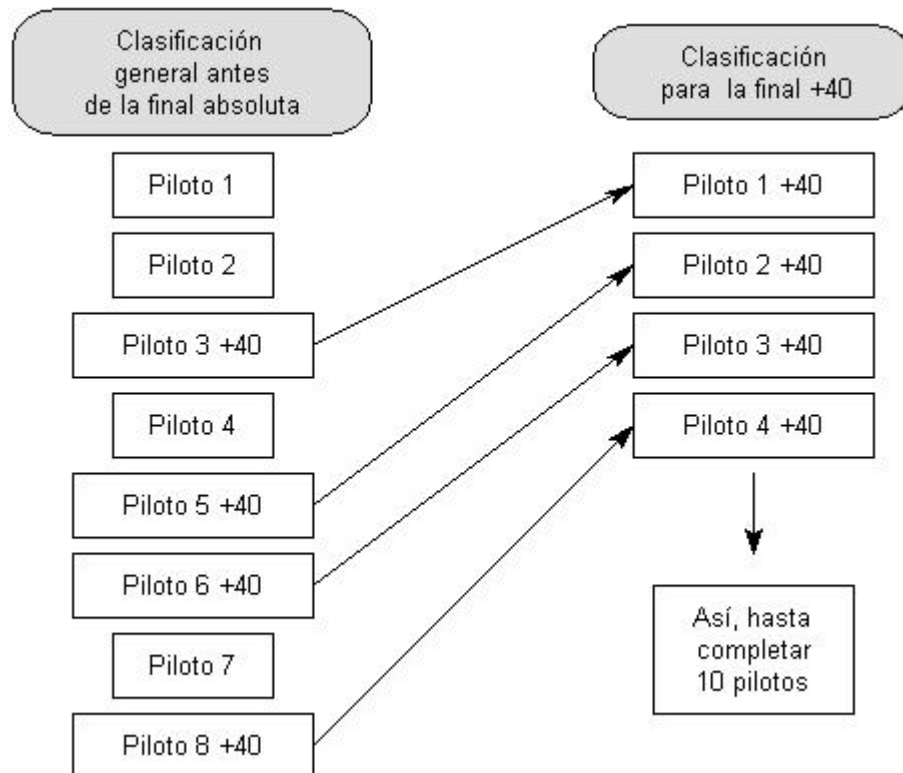 Clasificación
general antes
de la final absoluta
Piloto 1
Piloto 2
Piloto 3 +40
Piloto 4
Piloto 5 +40
Piloto 6 +40
Piloto 7
Piloto 8 +40
Clasificación
para la final +40
Piloto 1 +40
Piloto 2 +40
Piloto 3 +40
Piloto 4 +40
Así, hasta
completar
10 pilotos